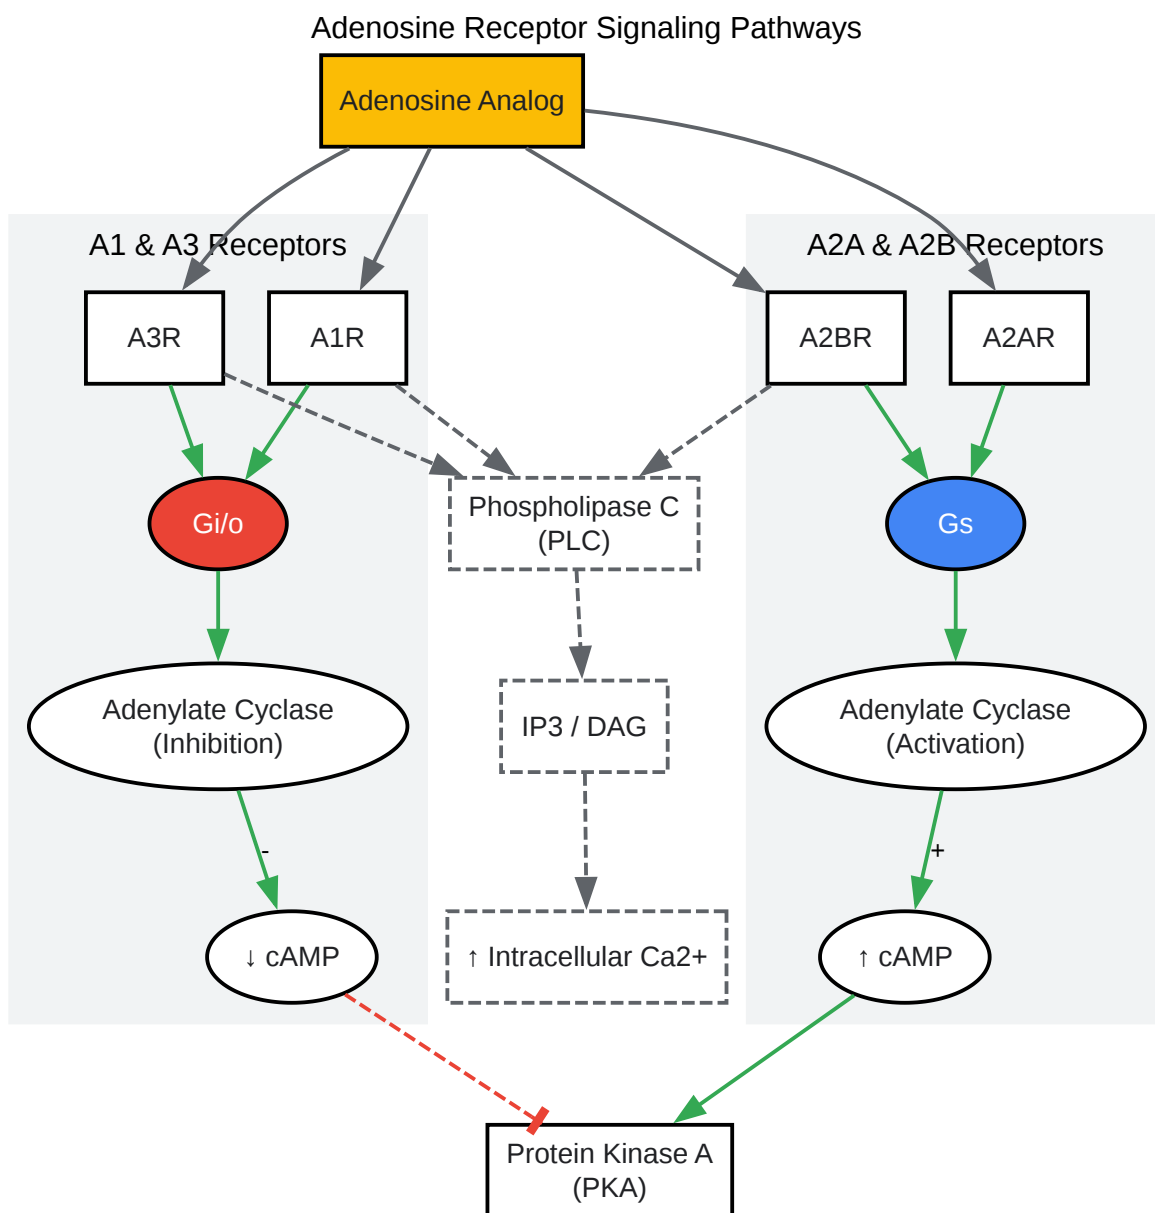 Adenosine Receptor Signaling Pathways
Adenosine Analog
A1 & A3 Receptors
A2A & A2B Receptors
A3R
A1R
A2BR
A2AR
Gi/o
Phospholipase C
(PLC)
Gs
Adenylate Cyclase
(Inhibition)
IP3 / DAG
Adenylate Cyclase
(Activation)
-
+
↓ cAMP
↑ Intracellular Ca2+
↑ cAMP
Protein Kinase A
(PKA)